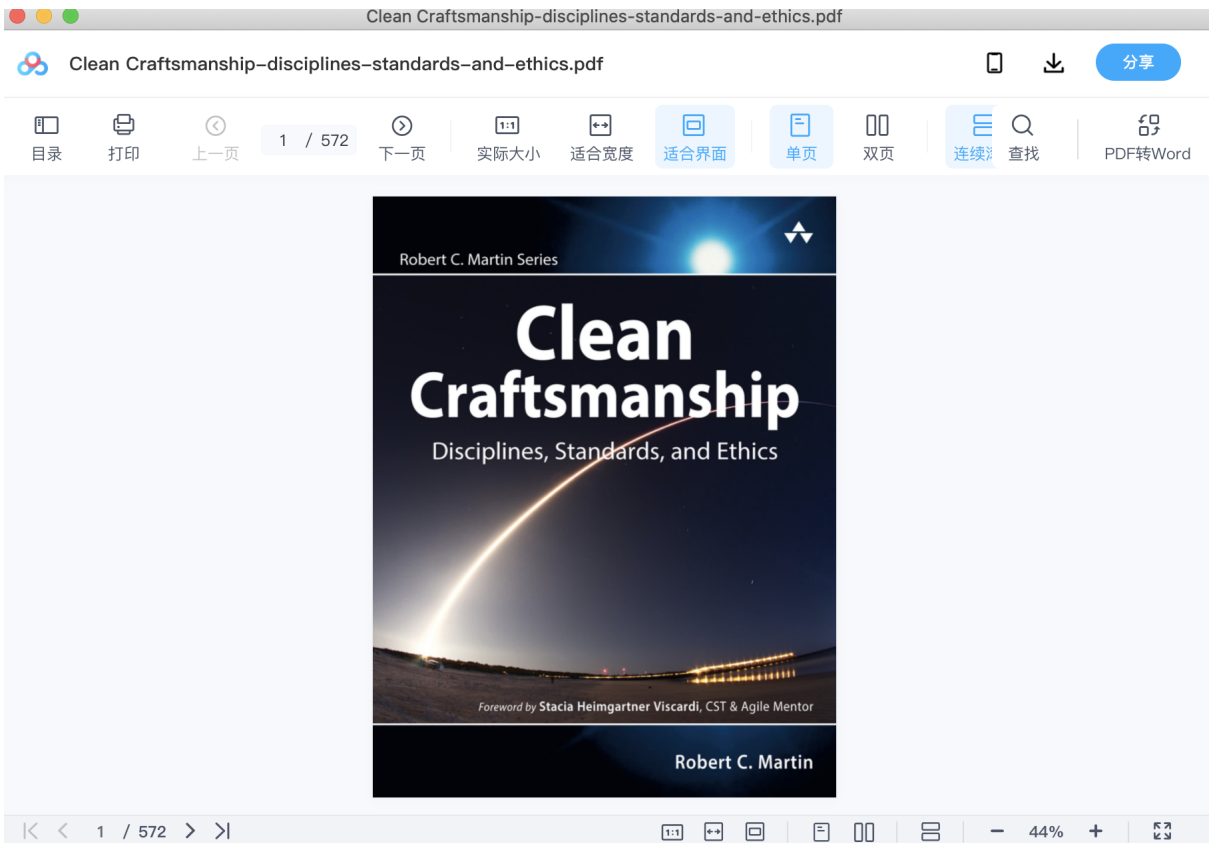 Clean Craftsmanship-disciplines-standards-and-ethics.pdf
Clean Craftsmanship-disciplines-standards-and-ethics.pdf
分享
目录
打印
上一页
1 / 572
下一页
1:1
实际大小
适合宽度
适合界面
单页
双页
连续
查找
PDF转Word
Robert C. Martin Series
Clean
Craftsmanship
Disciplines, Standards, and Ethics
Foreword by Stacia Heimgartner Viscardi, CST & Agile Mentor
Robert C. Martin
1 / 572
1:1
44%